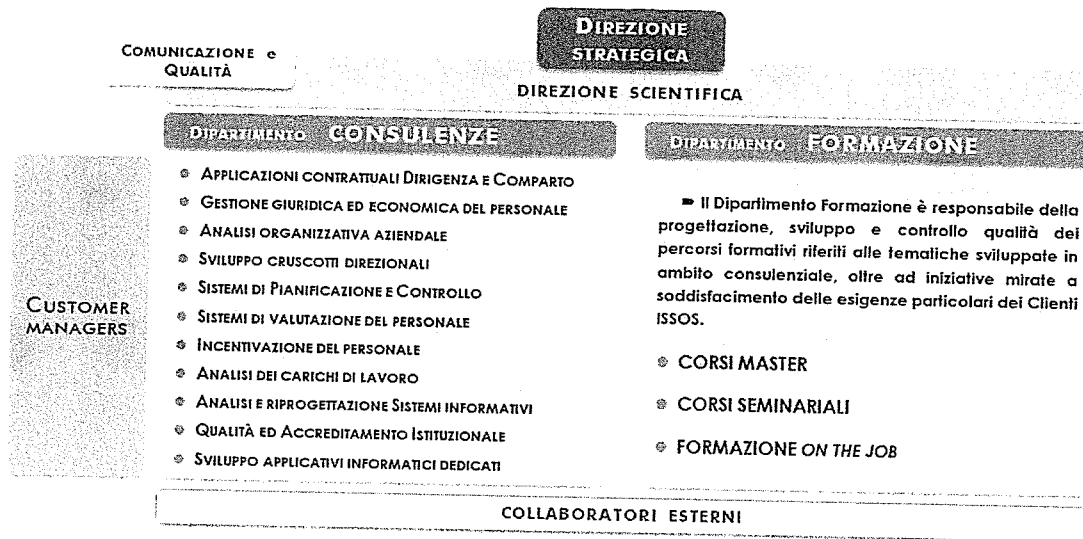 DIREZIONE
STRATEGICA
COMUNICAZIONE e
QUALITÀ
DIREZIONE SCIENTIFICA
DIPARTIMENTO CONSULENZE
APPLICAZIONI CONTRATTUALI DIRIGENZA E COMPARTO
GESTIONE GIURIDICA ED ECONOMICA DEL PERSONALE
ANALISI ORGANIZZATIVA AZIENDALE
SVILUPPO CRUSCOTTI DIREZIONALI
SISTEMI DI PIANIFICAZIONE E CONTROLLO
SISTEMI DI VALUTAZIONE DEL PERSONALE
INCENTIVAZIONE DEL PERSONALE
ANALISI DEI CARICHI DI LAVORO
ANALISI E RIPROGETTAZIONE SISTEMI INFORMATIVI
QUALITÀ ED ACCREDITAMENTO ISTITUZIONALE
SVILUPPO APPLICATIVI INFORMATICI DEDICATI
CUSTOMER
MANAGERS
DIPARTIMENTO FORMAZIONE
Il Dipartimento Formazione è responsabile della
progettazione, sviluppo e controllo qualità dei
percorsi formativi riferiti alle tematiche sviluppate in
ambito consulenziale, oltre ad iniziative mirate a
soddisfacimento delle esigenze particolari dei Clienti
ISSOS.
CORSI MASTER
CORSI SEMINARIALI
FORMAZIONE ON THE JOB
COLLABORATORI ESTERNI